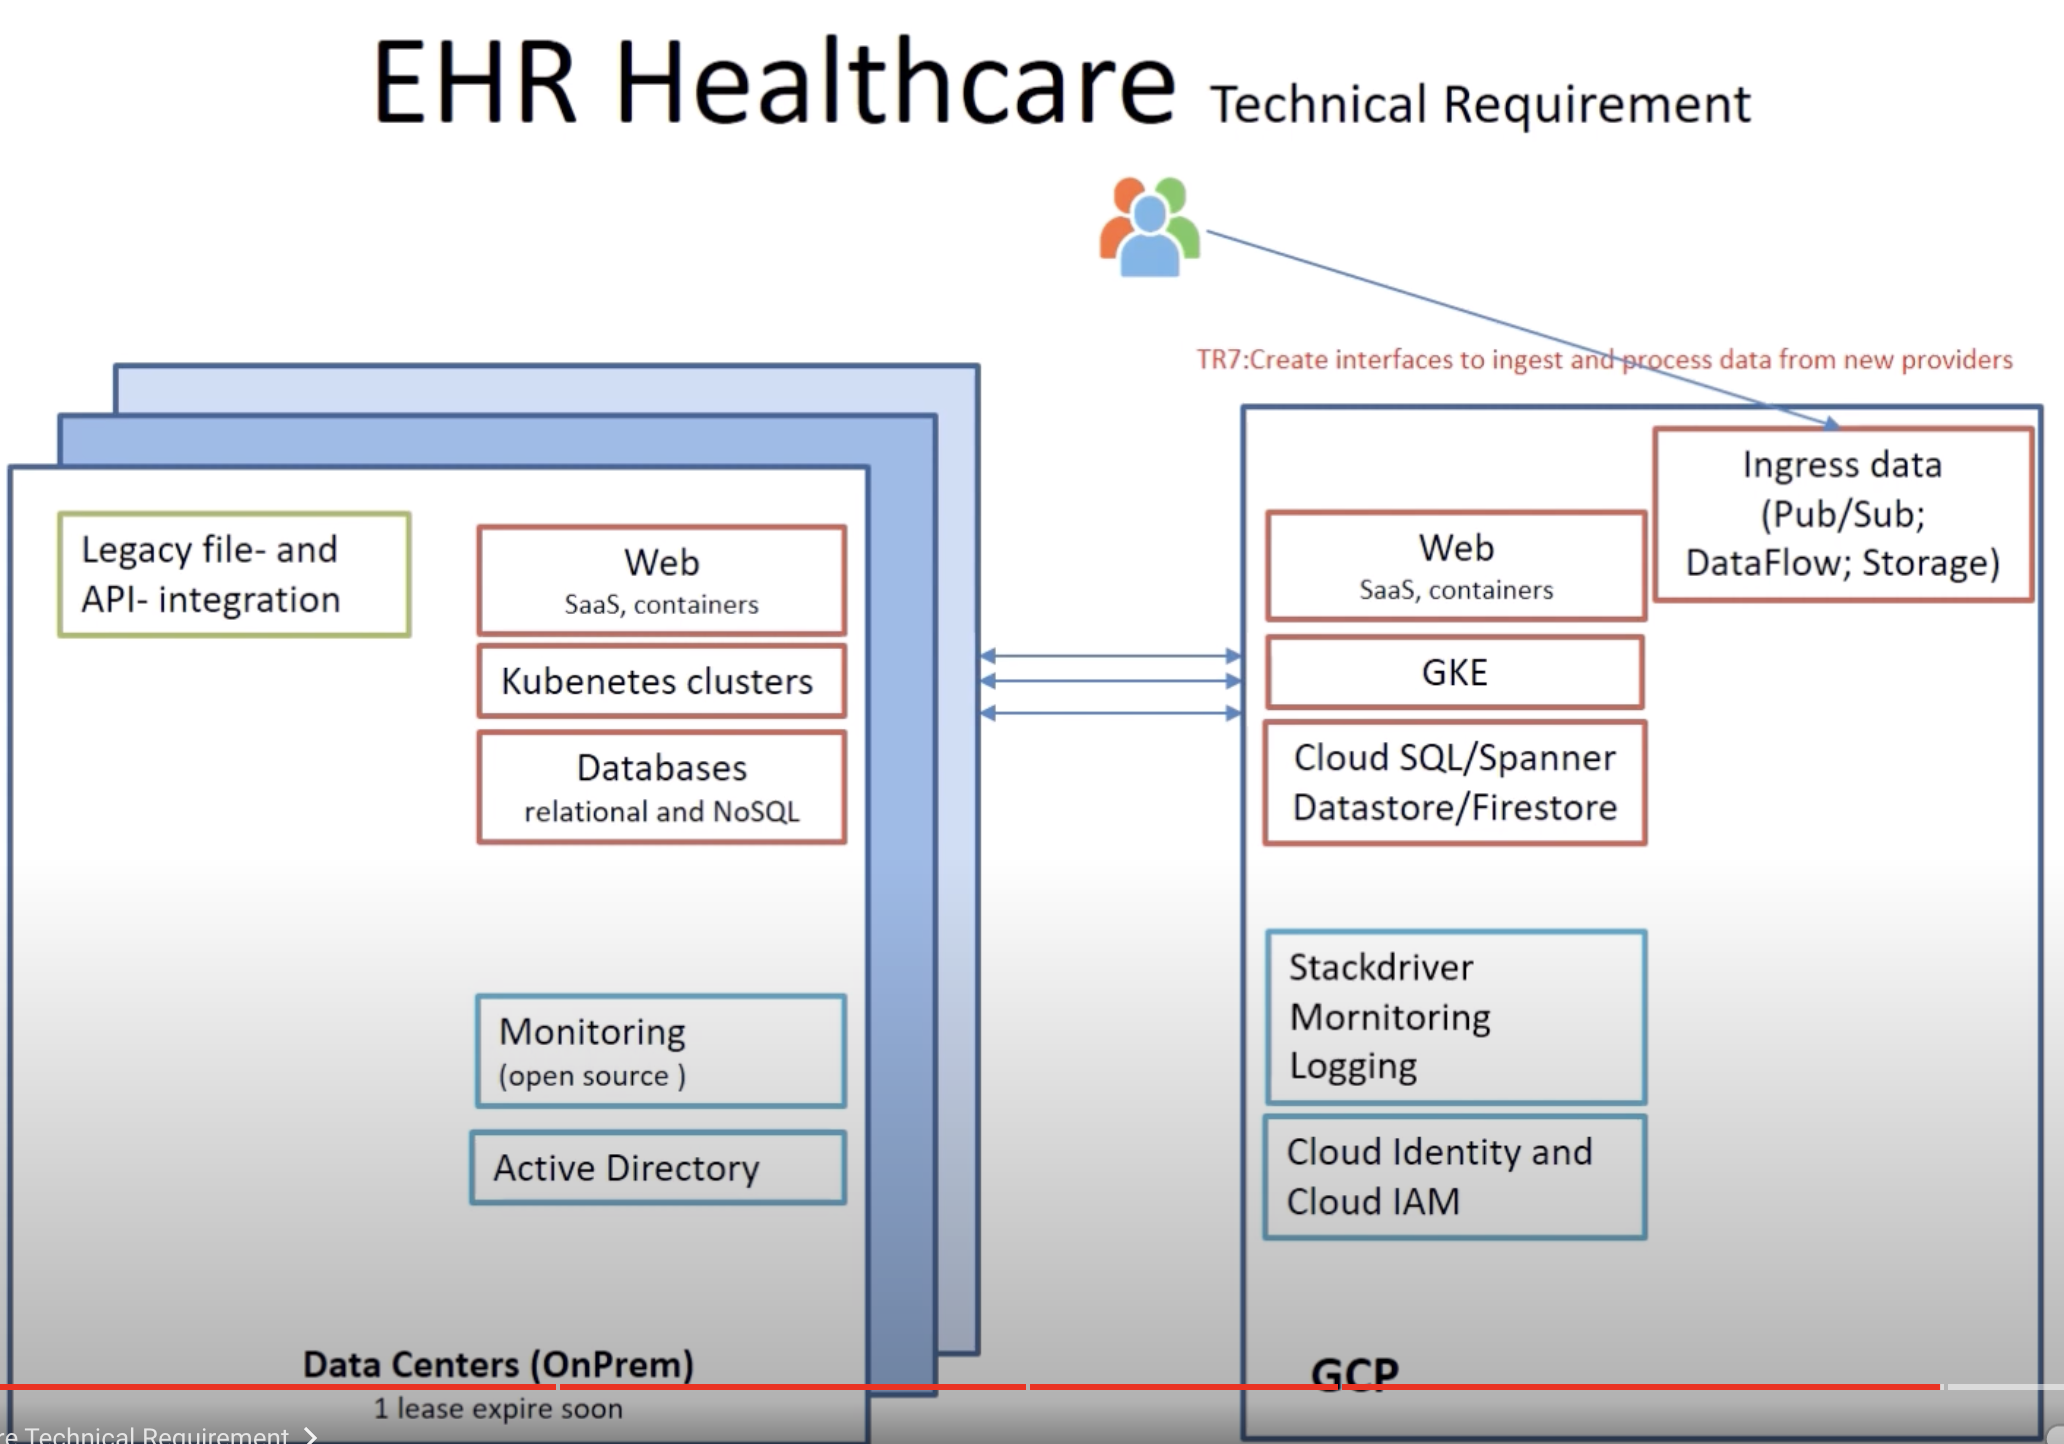 EHR Healthcare Technical Requirement
TR7:Create interfaces to ingest and process data from new providers
Legacy file- and
API- integration
Web
SaaS, containers
Kubenetes clusters
Databases
relational and NoSQL
Monitoring
(open source )
Active Directory
Data Centers (OnPrem)
1 lease expire soon
Ingress data
(Pub/Sub;
DataFlow; Storage)
Web
SaaS, containers
GKE
Cloud SQL/Spanner
Datastore/Firestore
Stackdriver
Mornitoring
Logging
Cloud Identity and
Cloud IAM
GCP
re Technical Requirement